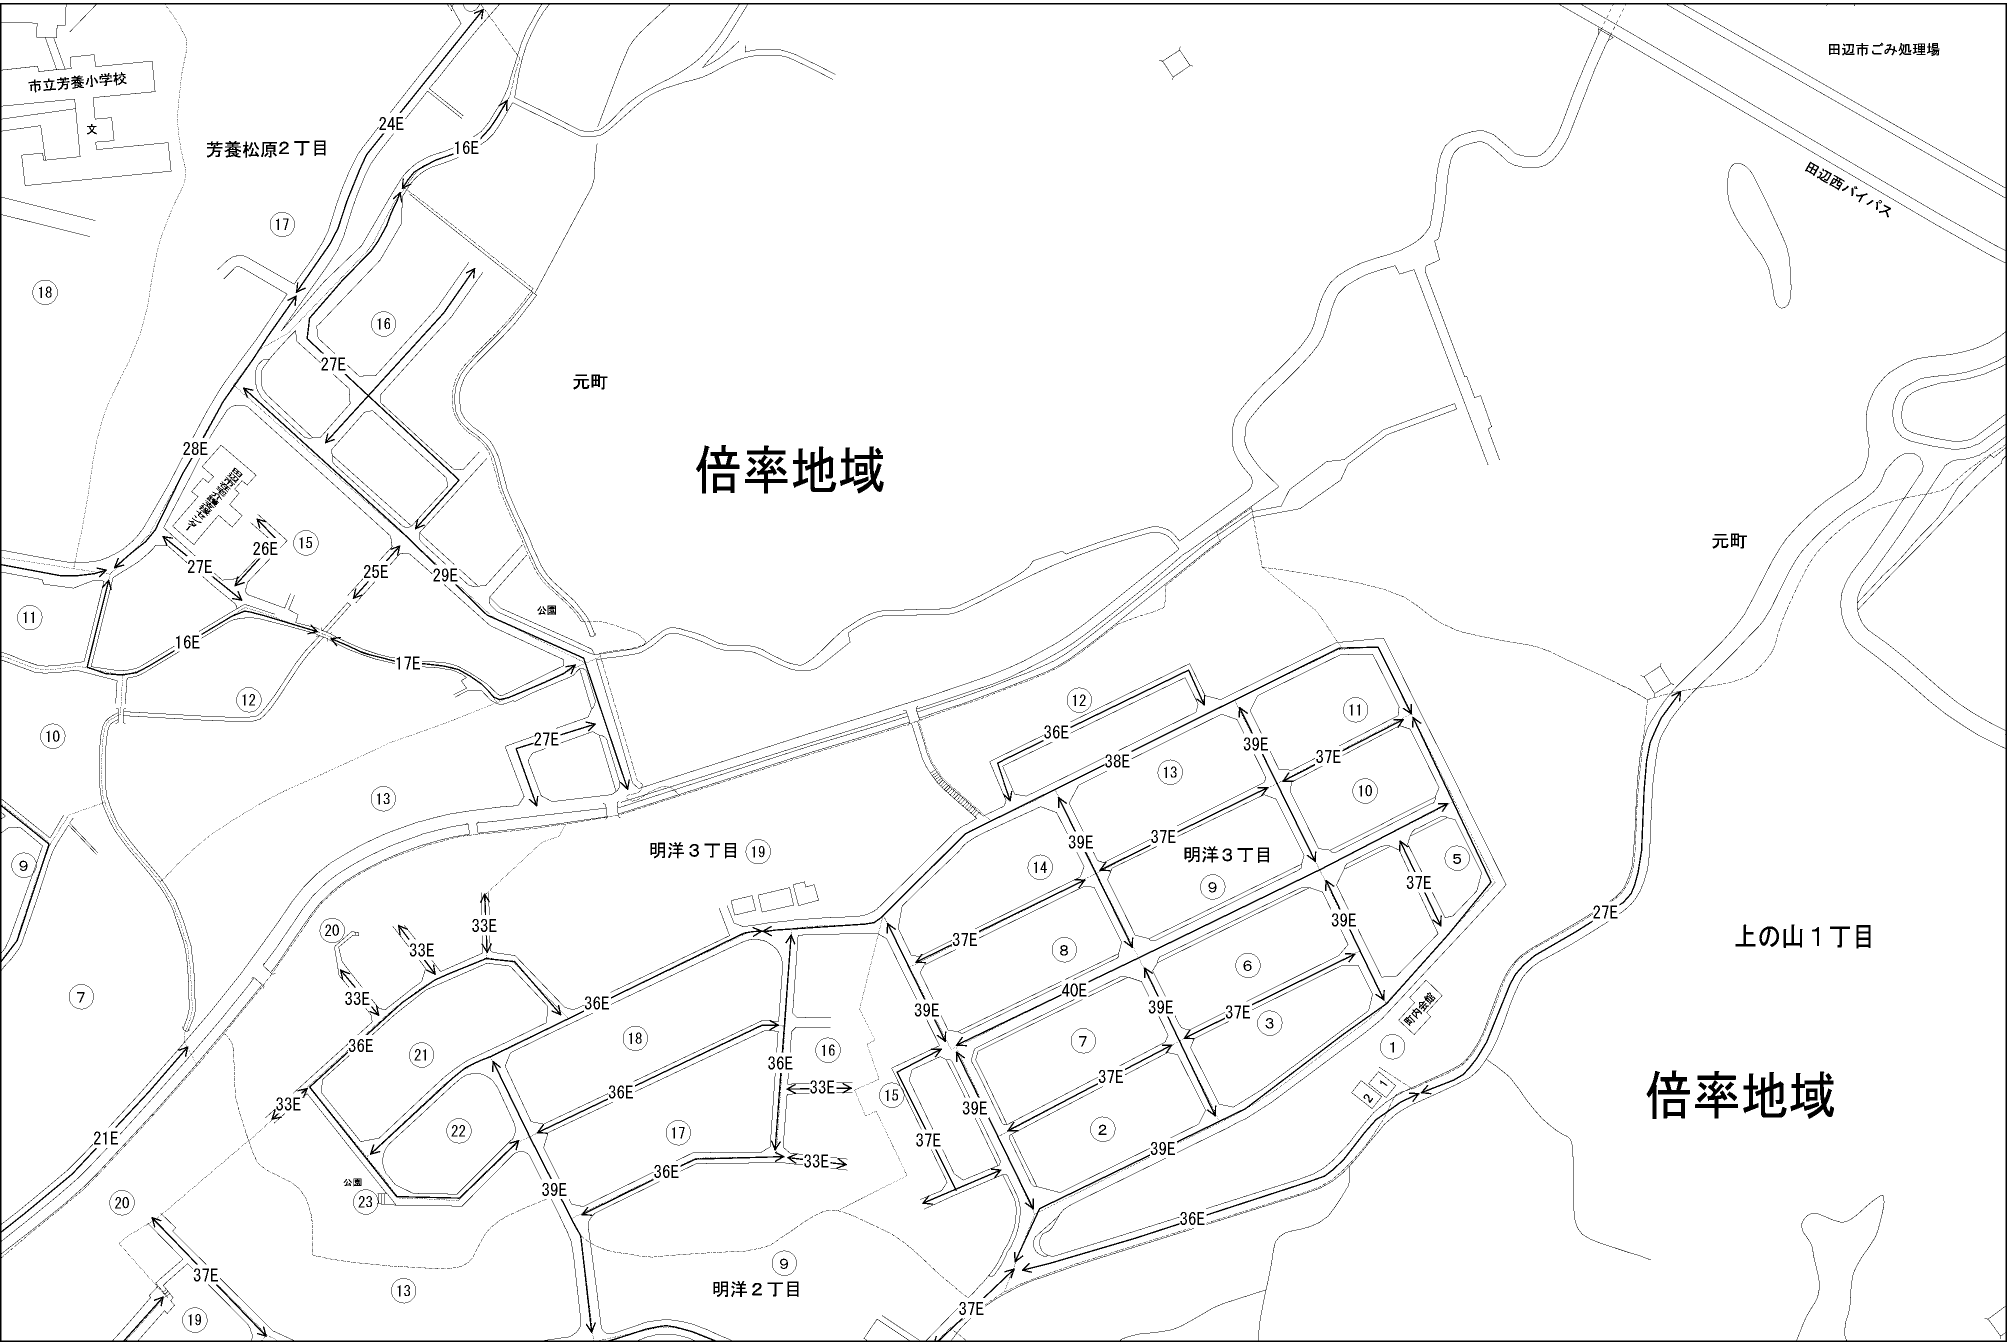 田辺市ごみ処理場
市立芳養小学校
24E
文
芳養松原2丁目
16E
田辺西バイパス
17
18
16
27E
元町
28E
倍率地域
元町
15
26E
27E
25E
29E
公園
11
16E
17E
12
12
11
36E
39E
10
27E
38E
37E
13
13
10
39E
37E
明洋3丁目
19
明洋3丁目
14
9
5
37E
9
20
33E
33E
39E
27E
37E
8
上の山1丁目
6
7
33E
36E
40E
39E
39E
37E
3
町内会館
36E
21
18
7
1
16
36E
37E
1
2
倍率地域
33E
36E
33E
15
39E
21E
22
17
37E
2
39E
36E
33E
公園
23
39E
20
36E
9
37E
13
明洋2丁目
37E
19